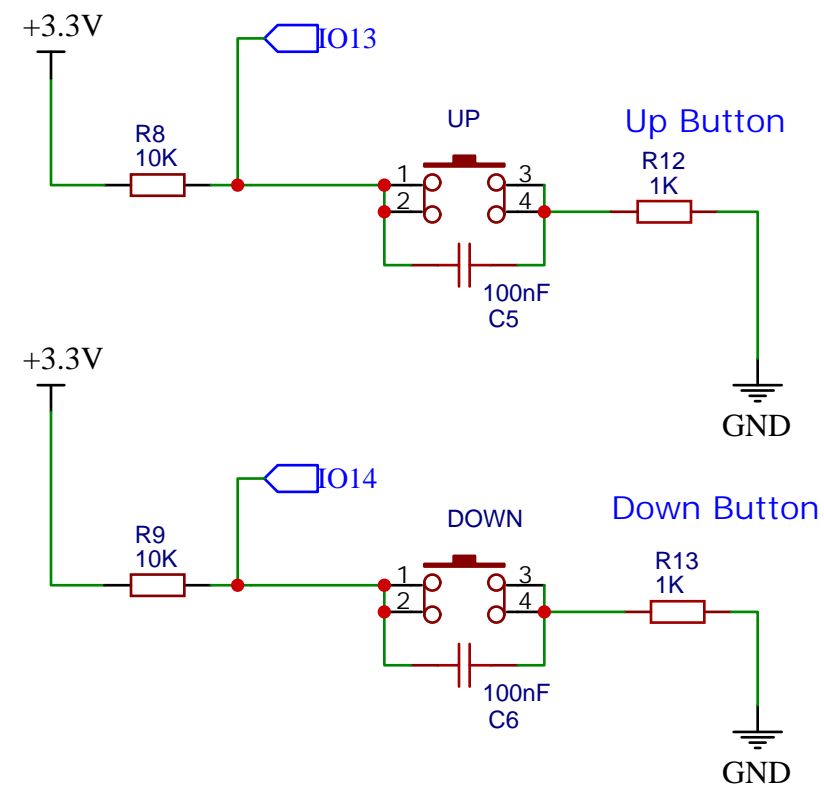 +3.3V
IO13
UP
Up Button
R8
10K
R12
1K
1
3
2
4
100nF
C5
+3.3V
GND
IO14
DOWN
Down Button
R9
10K
R13
1K
1
3
2
4
100nF
C6
GND